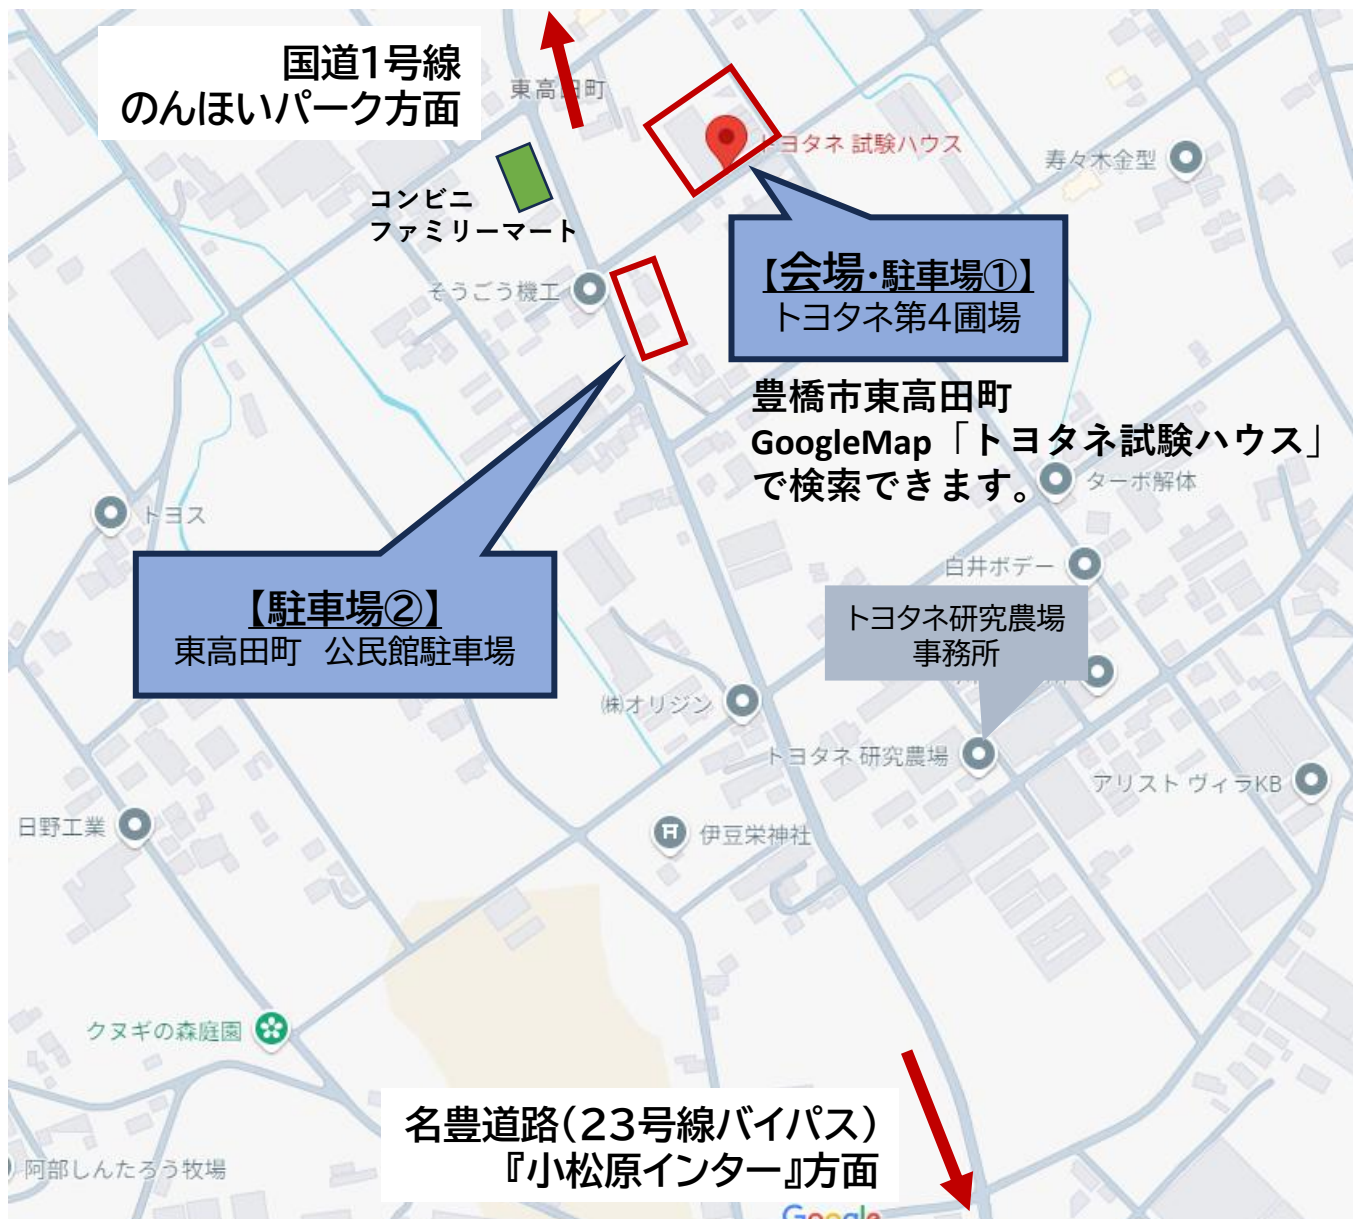 国道1号線
のんほいパーク方面
東高田町
トヨタネ 試験ハウス
寿々木金型
コンビニ
ファミリーマート
そうごう機工
【会場・駐車場①】
トヨタネ第4圃場
豊橋市東高田町
GoogleMap「トヨタネ試験ハウス」
で検索できます。
ターボ解体
トヨス
白井ボデー
【駐車場②】
東高田町　公民館駐車場
トヨタネ研究農場
事務所
㈱オリジン
トヨタネ 研究農場
アリスト ヴィラKB
日野工業
伊豆栄神社
クヌギの森庭園
名豊道路(23号線バイパス)
『小松原インター』方面
阿部しんたろう牧場
Google